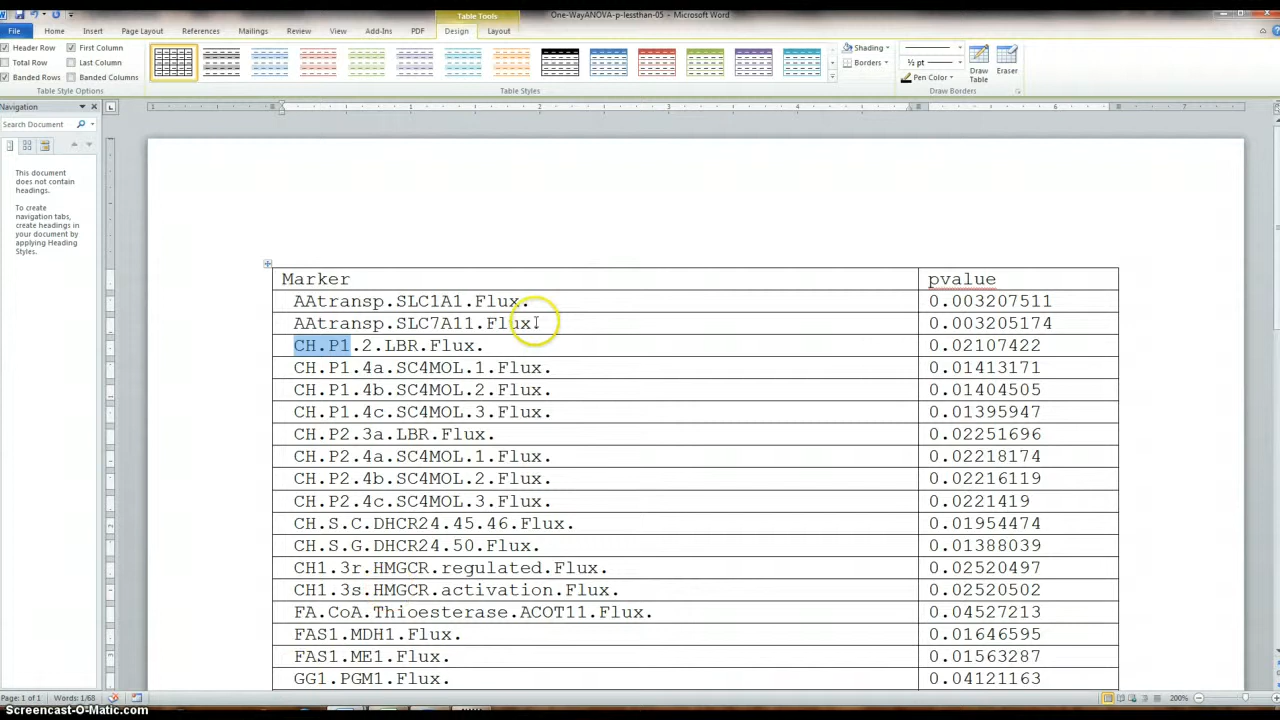 Table Tools
One-WayANOVA-p-lessthan-05 - Microsoft Word
File Home Insert Page Layout References Mailings Review View Add-Ins PDF Design Layout
Header Row First Column
Total Row Last Column
Banded Rows Banded Columns
Table Style Options
Table Styles
Shading
Borders
½ pt
Pen Color
Draw Table
Eraser
Draw Borders
Navigation
Search Document
This document does not contain headings.
To create navigation tabs, create headings in your document by applying Heading Styles.
Marker pvalue
AAtransp.SLC1A1.Flux. 0.003207511
AAtransp.SLC7A11.Flux. 0.003205174
CH.P1.2.LBR.Flux. 0.02107422
CH.P1.4a.SC4MOL.1.Flux. 0.01413171
CH.P1.4b.SC4MOL.2.Flux. 0.01404505
CH.P1.4c.SC4MOL.3.Flux. 0.01395947
CH.P2.3a.LBR.Flux. 0.02251696
CH.P2.4a.SC4MOL.1.Flux. 0.02218174
CH.P2.4b.SC4MOL.2.Flux. 0.02216119
CH.P2.4c.SC4MOL.3.Flux. 0.0221419
CH.S.C.DHCR24.45.46.Flux. 0.01954474
CH.S.G.DHCR24.50.Flux. 0.01388039
CH1.3r.HMGCR.regulated.Flux. 0.02520497
CH1.3s.HMGCR.activation.Flux. 0.02520502
FA.CoA.Thioesterase.ACOT11.Flux. 0.04527213
FAS1.MDH1.Flux. 0.01646595
FAS1.ME1.Flux. 0.01563287
GG1.PGM1.Flux. 0.04121163
Page: 1 of 1 Words: 1/68 200%
Screencast-O-Matic.com